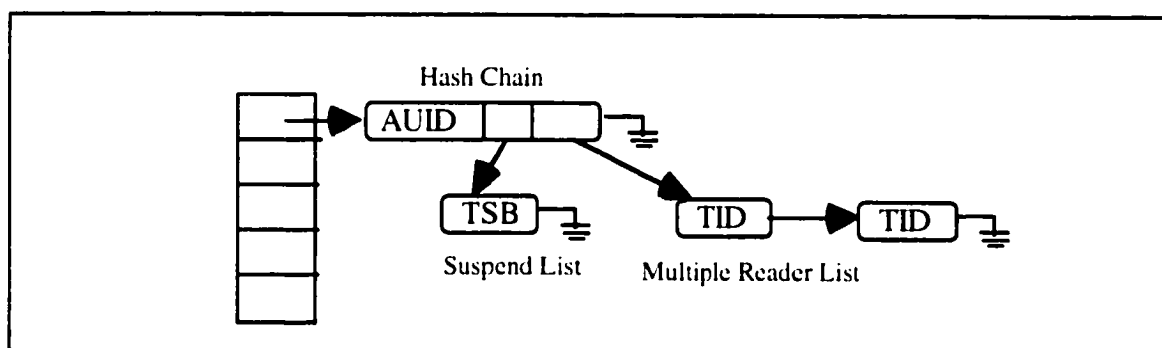 Hash Chain
AUID
TSB
TID
TID
Suspend List
Multiple Reader List